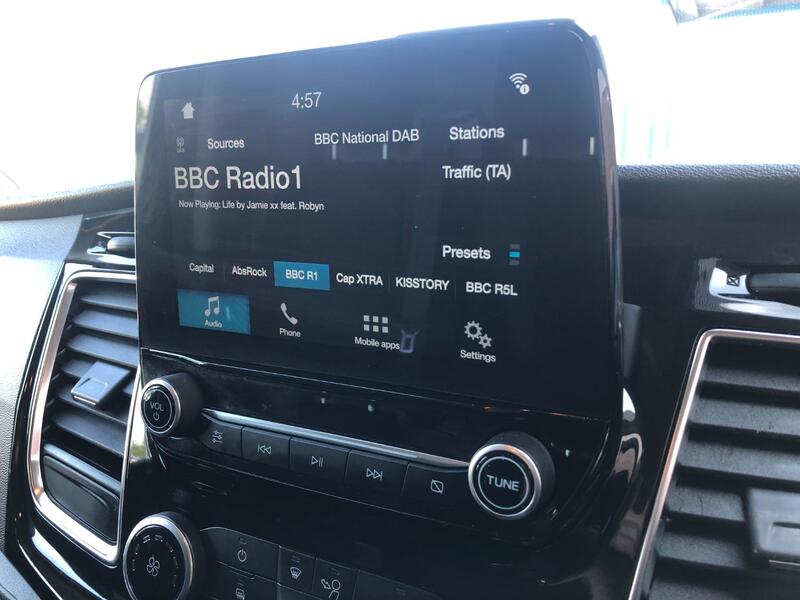 4:57
Sources
BBC National DAB
Stations
BBC Radio1
Traffic (TA)
Now Playing: Life by Jamie xx feat. Robyn
Presets
Capital
AbsRock
BBC R1
Cap XTRA
KISSTORY
BBC R5L
Audio
Phone
Mobile apps
Settings
VOL
TUNE